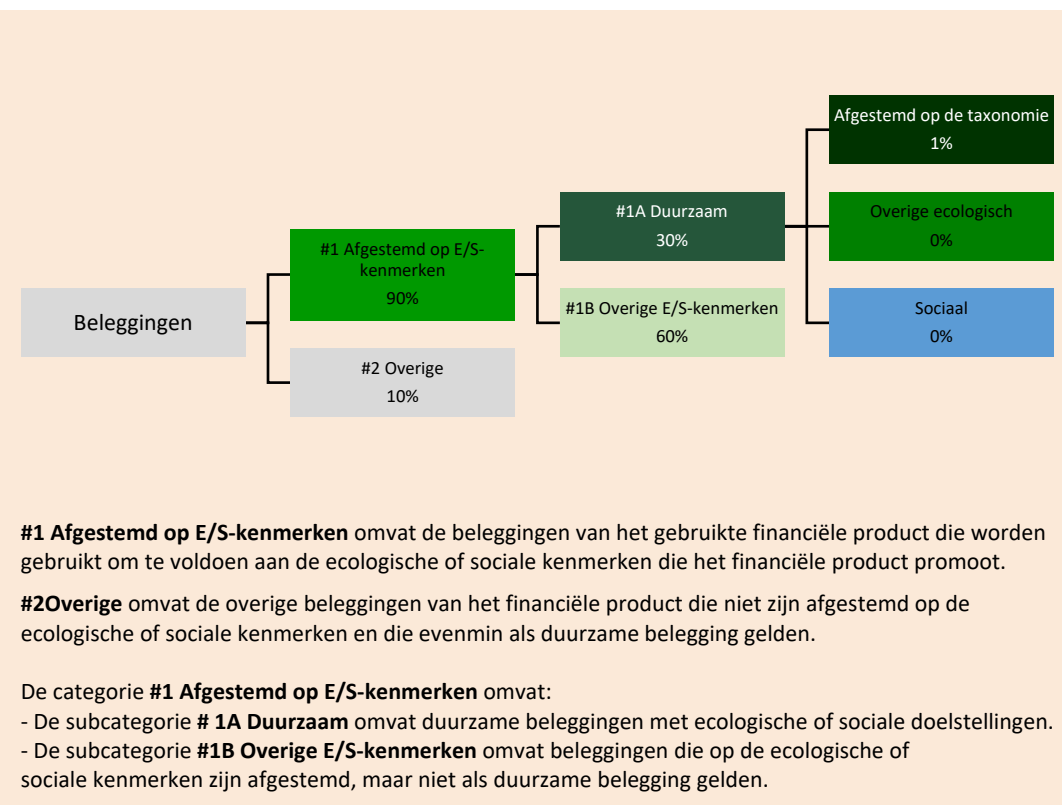 Afgestemd op de taxonomie
1%
#1A Duurzaam
30%
Overige ecologisch
0%
#1 Afgestemd op E/S-
kenmerken
90%
Beleggingen
#1B Overige E/S-kenmerken
60%
Sociaal
0%
#2 Overige
10%
#1 Afgestemd op E/S-kenmerken omvat de beleggingen van het gebruikte financiële product die worden
gebruikt om te voldoen aan de ecologische of sociale kenmerken die het financiële product promoot.
#2Overige omvat de overige beleggingen van het financiële product die niet zijn afgestemd op de
ecologische of sociale kenmerken en die evenmin als duurzame belegging gelden.
De categorie #1 Afgestemd op E/S-kenmerken omvat:
- De subcategorie # 1A Duurzaam omvat duurzame beleggingen met ecologische of sociale doelstellingen.
- De subcategorie #1B Overige E/S-kenmerken omvat beleggingen die op de ecologische of
sociale kenmerken zijn afgestemd, maar niet als duurzame belegging gelden.